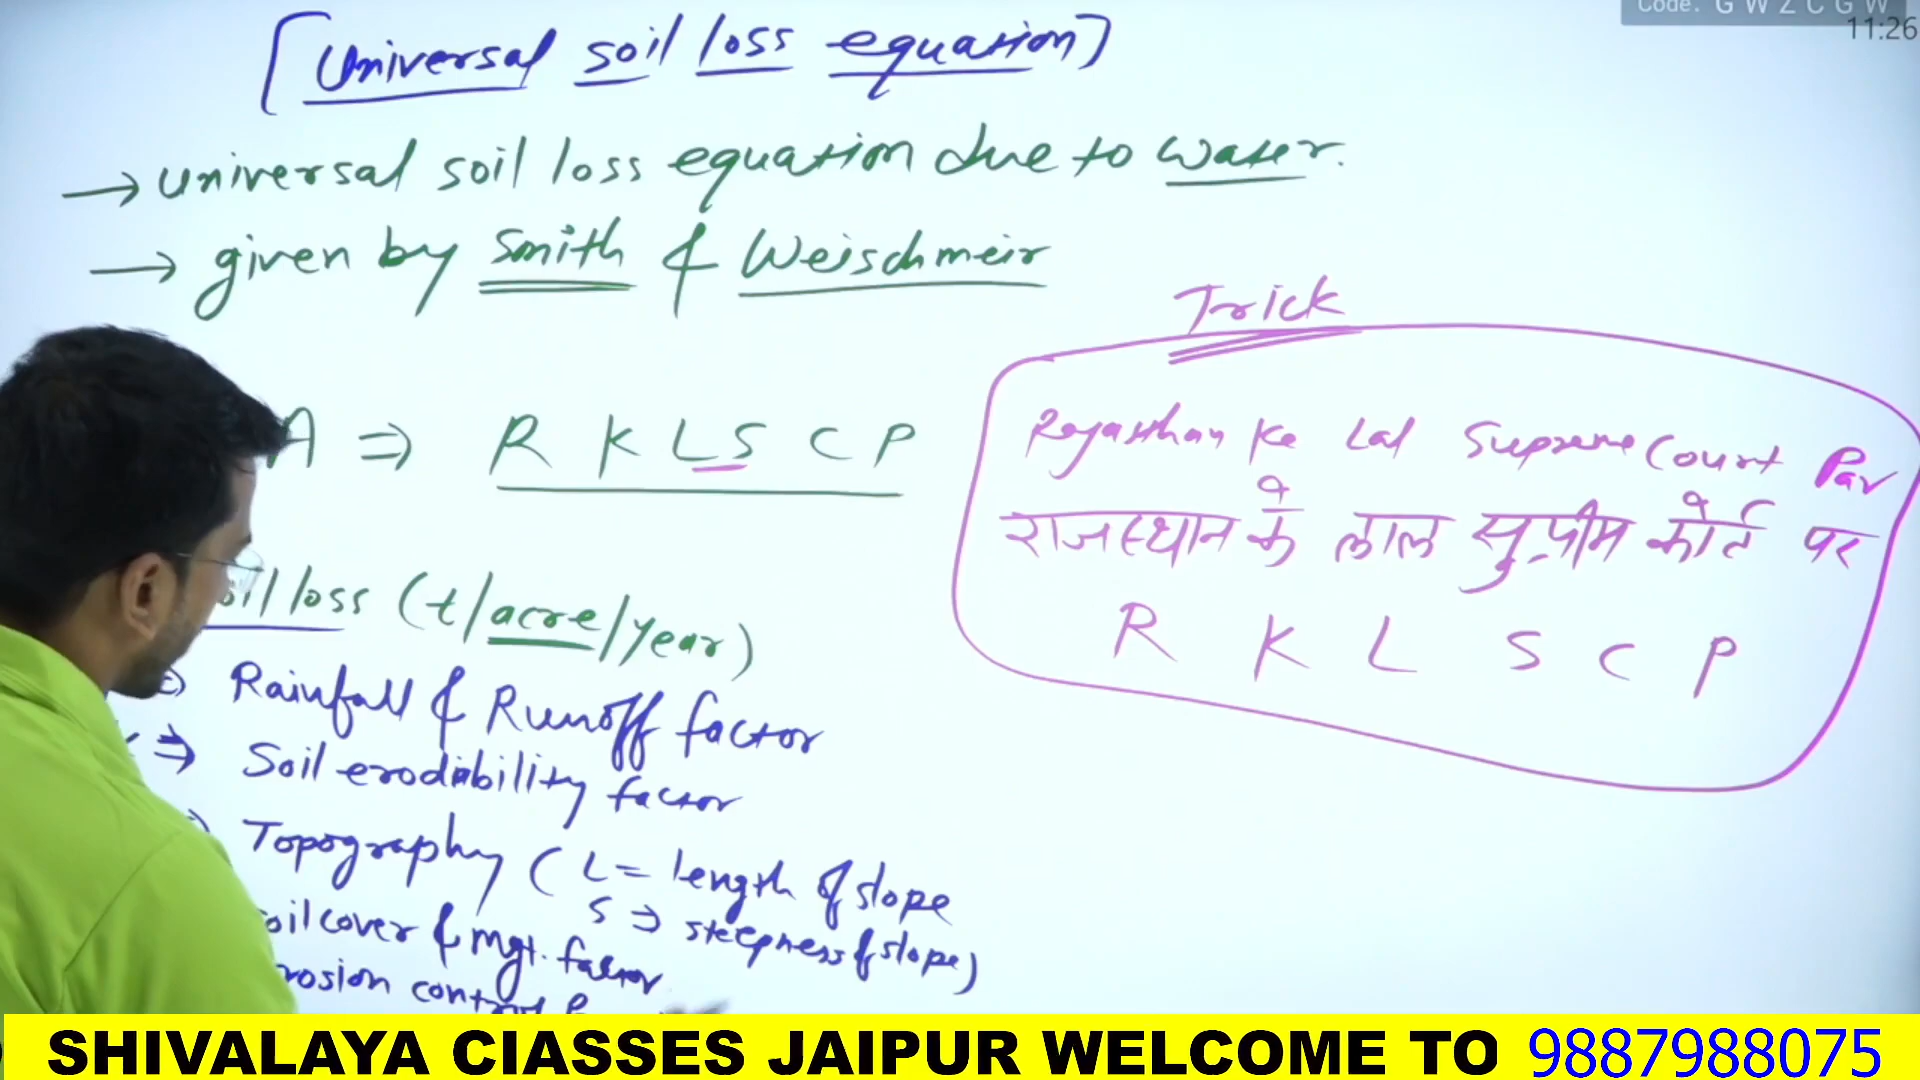 Code: G W Z C G W
11:26
[Universal soil loss equation]
→ universal soil loss equation due to water.
→ given by Smith & Weischmeir
Trick
A ⇒ R K L S C P
Rajasthan Ke Lal Supreme Court Par
राजस्थान के लाल सुप्रीम कोर्ट पर
R K L S C P
oil loss (t/acre/year)
Rainfall & Runoff factor
⇒ Soil erodibility factor
Topography ( L = length of slope
S ⇒ steepness of slope)
oil cover & mgt. factor
rosion control
SHIVALAYA CIASSES JAIPUR WELCOME TO 9887988075